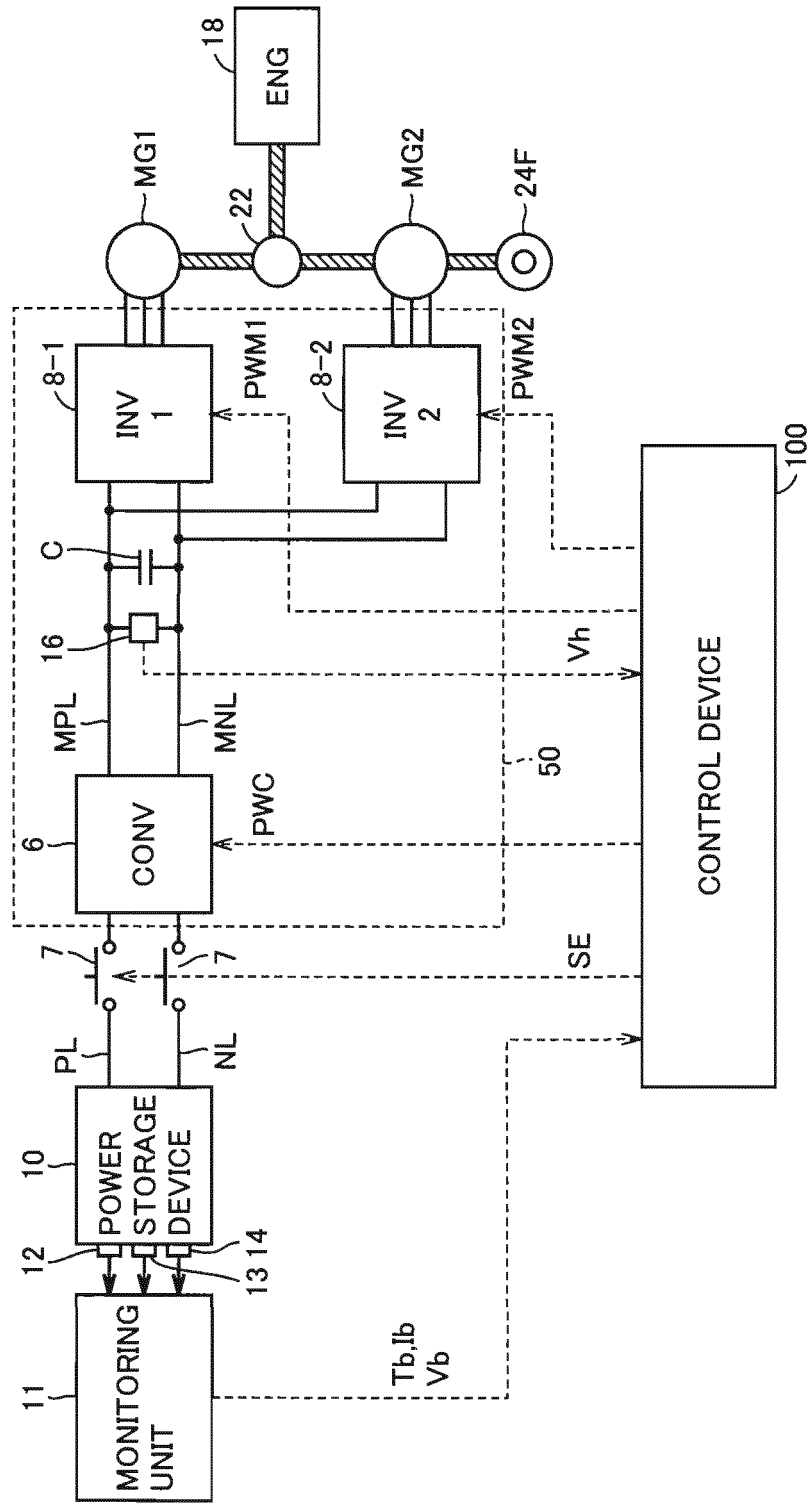 11
MONITORING
UNIT
12
13
14
10
POWER
STORAGE
DEVICE
PL
NL
7
7
6
CONV
MPL
MNL
16
C
8-1
INV
1
8-2
INV
2
MG1
22
18
ENG
MG2
24F
Tb,Ib
Vb
SE
PWC
50
Vh
PWM1
PWM2
CONTROL DEVICE
100